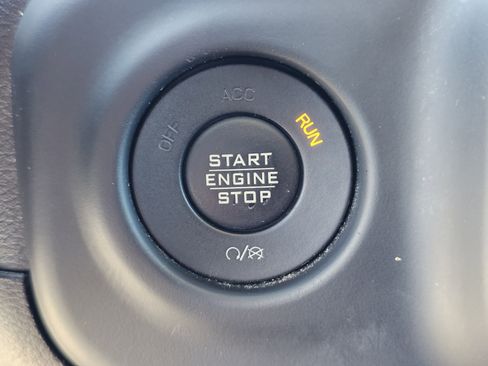 OFF
ACC
RUN
START
ENGINE
STOP